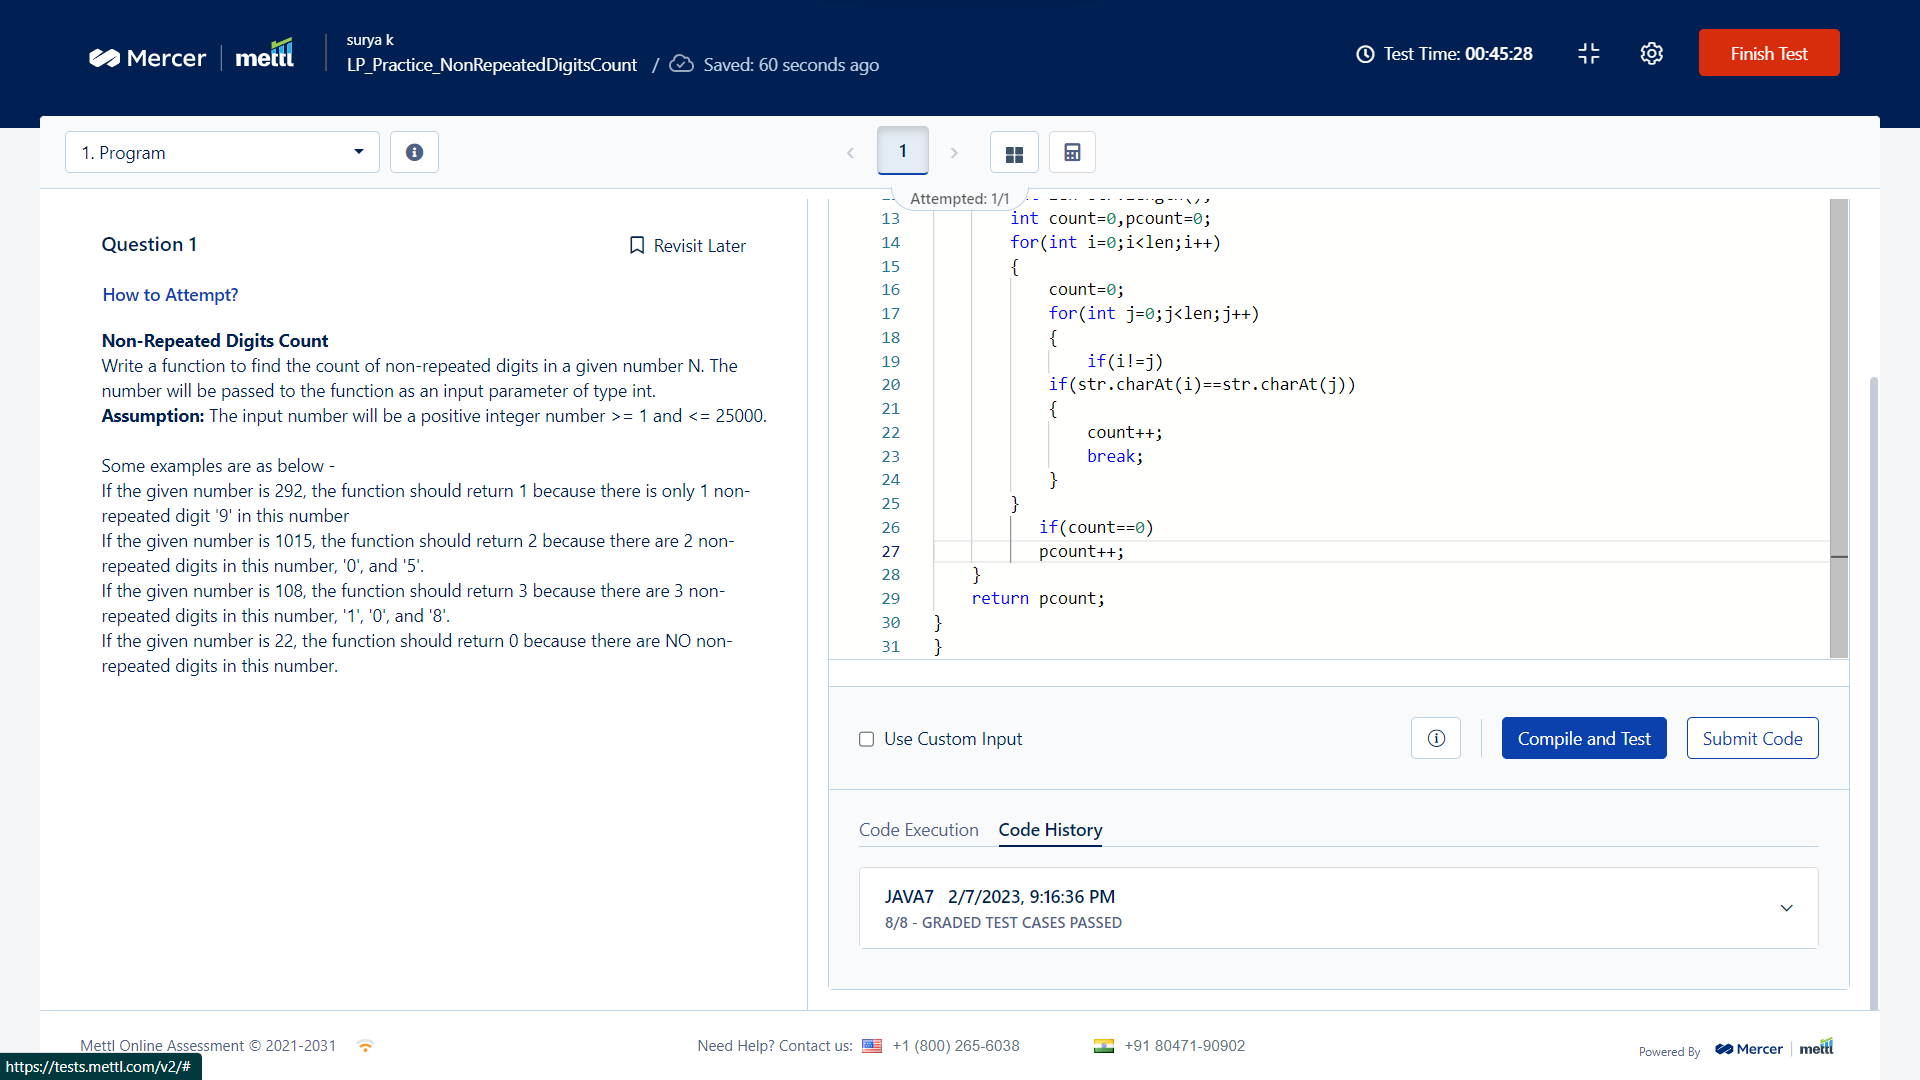 Mercer mettl
surya k
LP_Practice_NonRepeatedDigitsCount / Saved: 60 seconds ago
Test Time: 00:45:28
Finish Test
1. Program
1
Attempted: 1/1
Question 1
Revisit Later
How to Attempt?
Non-Repeated Digits Count
Write a function to find the count of non-repeated digits in a given number N. The
number will be passed to the function as an input parameter of type int.
Assumption: The input number will be a positive integer number >= 1 and <= 25000.
Some examples are as below -
If the given number is 292, the function should return 1 because there is only 1 non-
repeated digit '9' in this number
If the given number is 1015, the function should return 2 because there are 2 non-
repeated digits in this number, '0', and '5'.
If the given number is 108, the function should return 3 because there are 3 non-
repeated digits in this number, '1', '0', and '8'.
If the given number is 22, the function should return 0 because there are NO non-
repeated digits in this number.
13 int count=0,pcount=0;
14 for(int i=0;i<len;i++)
15 {
16 count=0;
17 for(int j=0;j<len;j++)
18 {
19 if(i!=j)
20 if(str.charAt(i)==str.charAt(j))
21 {
22 count++;
23 break;
24 }
25 }
26 if(count==0)
27 pcount++;
28 }
29 return pcount;
30 }
31 }
Use Custom Input
Compile and Test
Submit Code
Code Execution
Code History
JAVA7 2/7/2023, 9:16:36 PM
8/8 - GRADED TEST CASES PASSED
Mettl Online Assessment © 2021-2031
Need Help? Contact us: +1 (800) 265-6038
+91 80471-90902
Powered By Mercer mettl
https://tests.mettl.com/v2/#